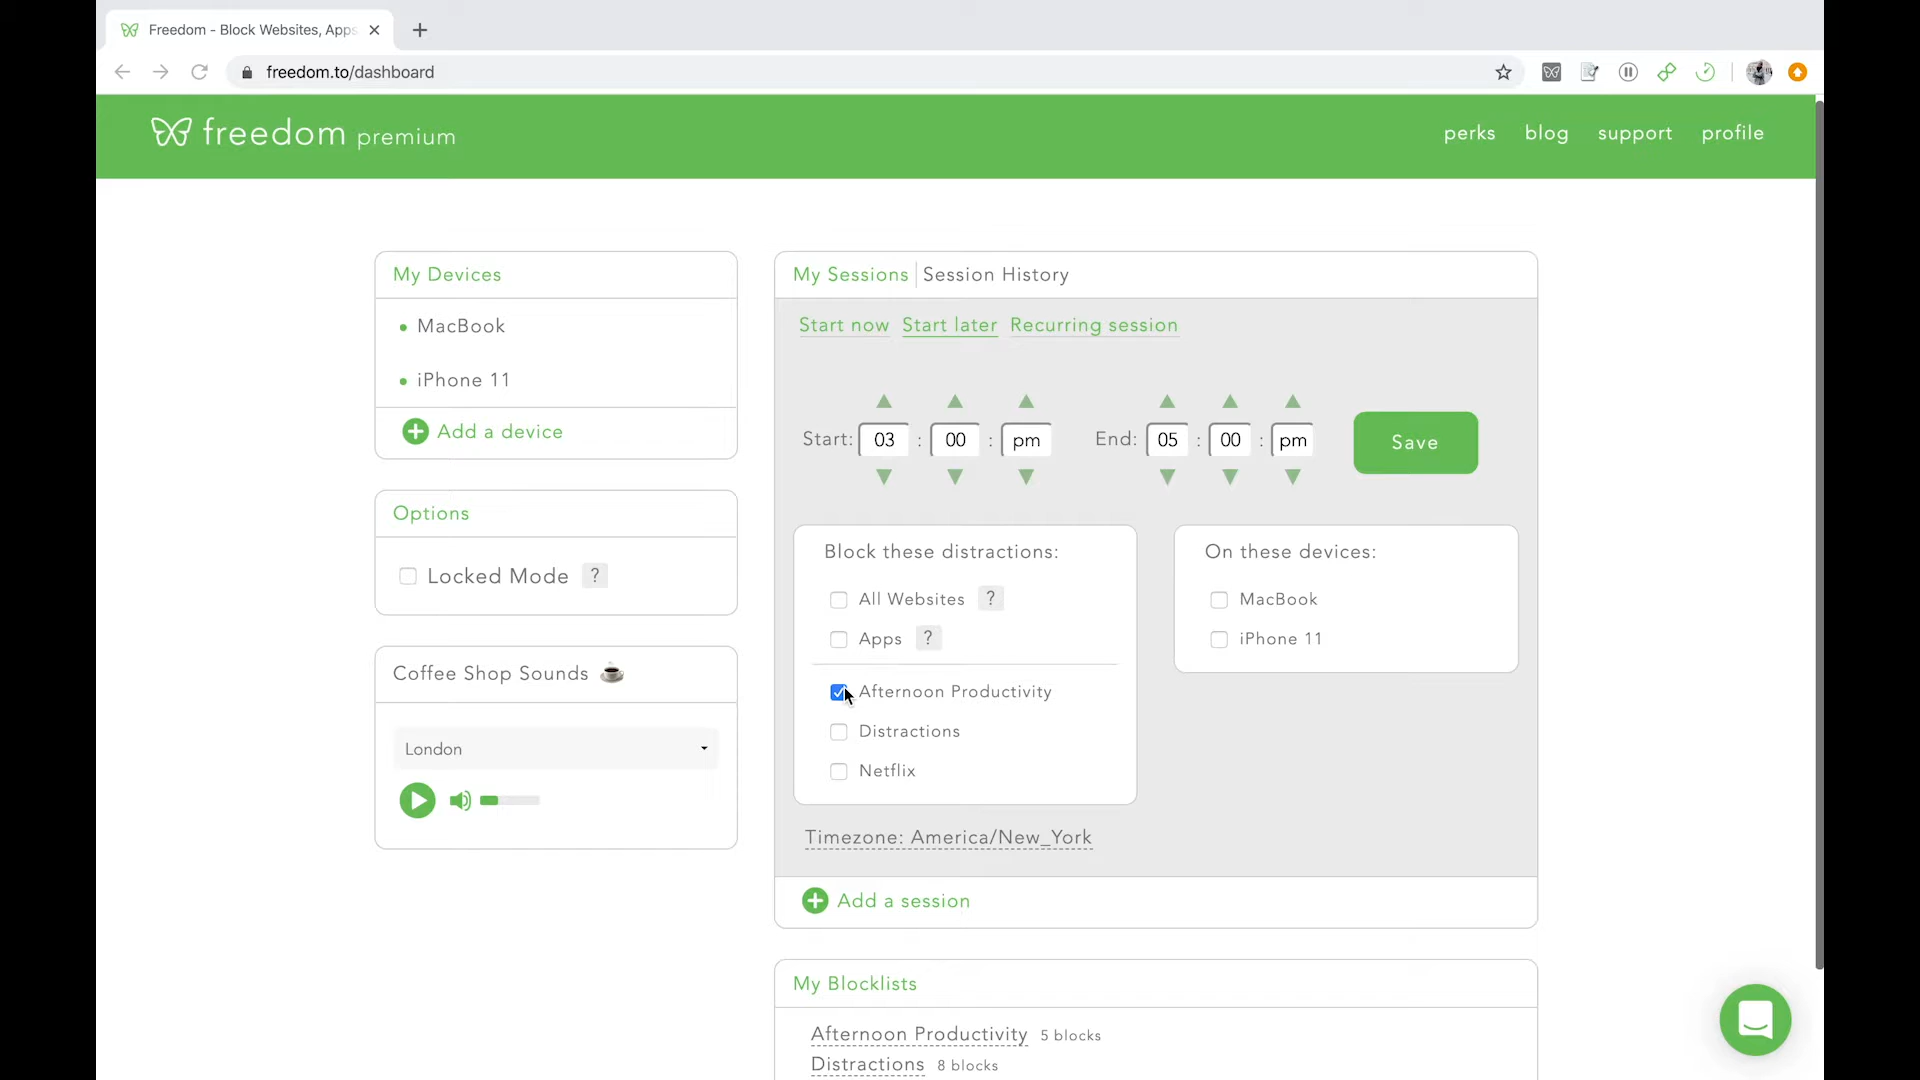 Freedom - Block Websites, Apps
freedom.to/dashboard
freedom premium
perks blog support profile
My Devices
MacBook
iPhone 11
Add a device
Options
Locked Mode ?
Coffee Shop Sounds
London
My Sessions Session History
Start now Start later Recurring session
Start: 03 : 00 : pm End: 05 : 00 : pm Save
Block these distractions:
All Websites ?
Apps ?
Afternoon Productivity
Distractions
Netflix
On these devices:
MacBook
iPhone 11
Timezone: America/New_York
Add a session
My Blocklists
Afternoon Productivity 5 blocks
Distractions 8 blocks